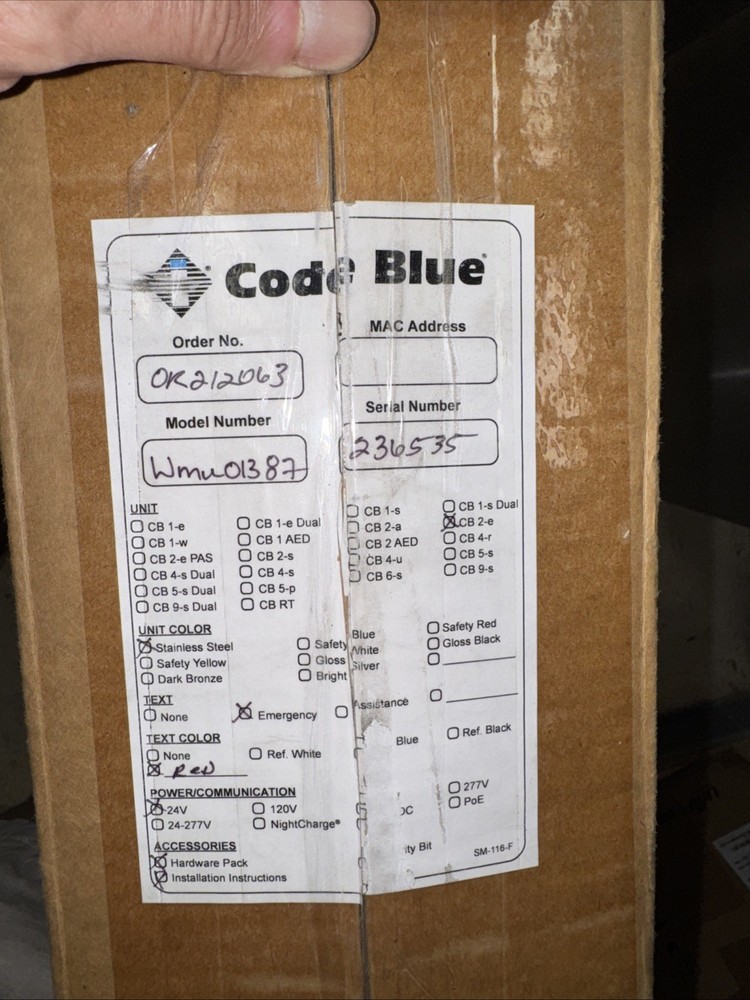 Code Blue
Order No.
MAC Address
OR212063
Model Number
Serial Number
Wmu01387
236535
UNIT
CB 1-e
CB 1-e Dual
CB 1-s
CB 1-s Dual
CB 1-w
CB 1 AED
CB 2-a
CB 2-e
CB 2-e PAS
CB 2-s
CB 2 AED
CB 4-r
CB 4-s Dual
CB 4-s
CB 4-u
CB 5-s
CB 5-s Dual
CB 5-p
CB 6-s
CB 9-s
CB 9-s Dual
CB RT
UNIT COLOR
Stainless Steel
Safety Blue
Safety Red
Safety Yellow
Gloss White
Gloss Black
Dark Bronze
Bright Silver
TEXT
None
Emergency
Assistance
TEXT COLOR
None
Ref. White
Blue
Ref. Black
Red
POWER/COMMUNICATION
24V
120V
277V
24-277V
NightCharge®
PoE
ACCESSORIES
Hardware Pack
ity Bit
Installation Instructions
SM-116-F